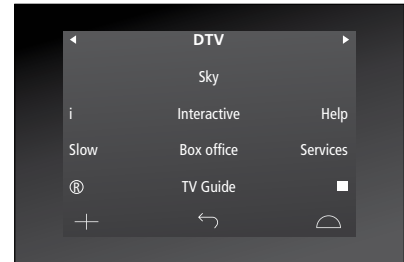 DTV
Sky
i Interactive Help
Slow Box office Services
® TV Guide